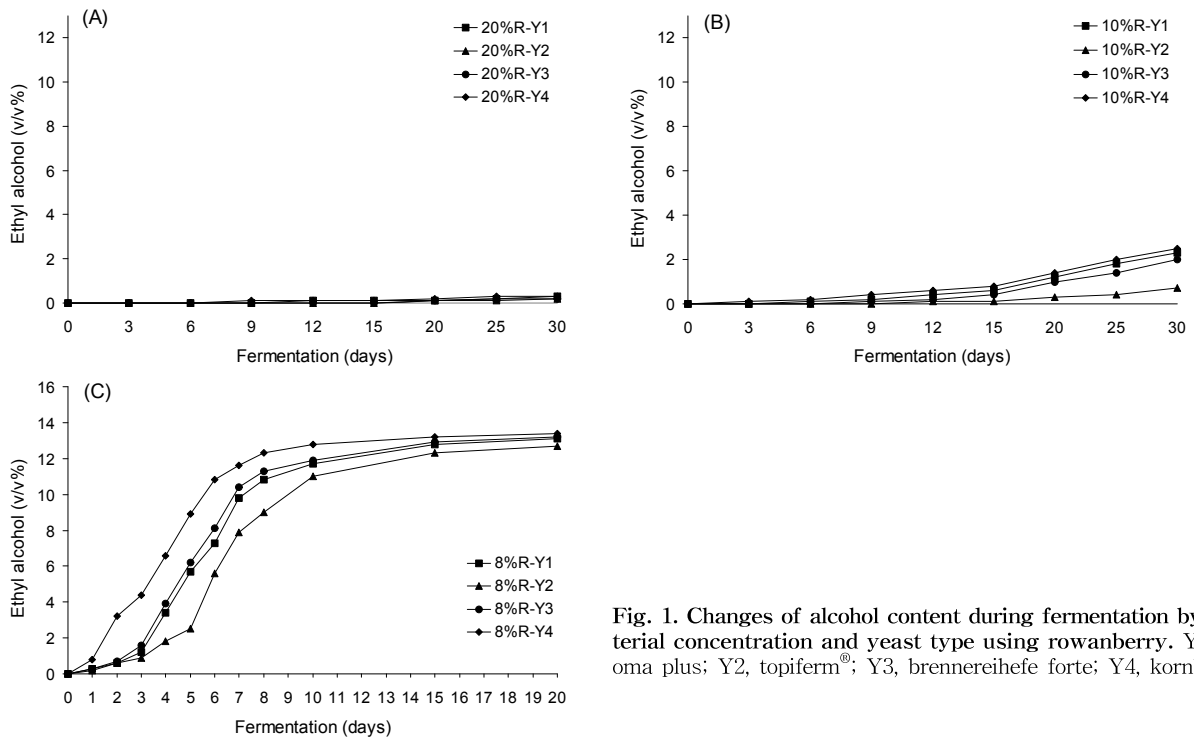 (A)
20%R-Y1
20%R-Y2
20%R-Y3
20%R-Y4
Ethyl alcohol (v/v%)
12
10
8
6
4
2
0
0 3 6 9 12 15 20 25 30
Fermentation (days)
(B)
10%R-Y1
10%R-Y2
10%R-Y3
10%R-Y4
Ethyl alcohol (v/v%)
12
10
8
6
4
2
0
0 3 6 9 12 15 20 25 30
Fermentation (days)
(C)
8%R-Y1
8%R-Y2
8%R-Y3
8%R-Y4
Ethyl alcohol (v/v%)
16
14
12
10
8
6
4
2
0
0 1 2 3 4 5 6 7 8 9 10 11 12 13 14 15 16 17 18 19 20
Fermentation (days)
Fig. 1. Changes of alcohol content during fermentation by
terial concentration and yeast type using rowanberry. Y
oma plus; Y2, topiferm®; Y3, brennereihefe forte; Y4, korn